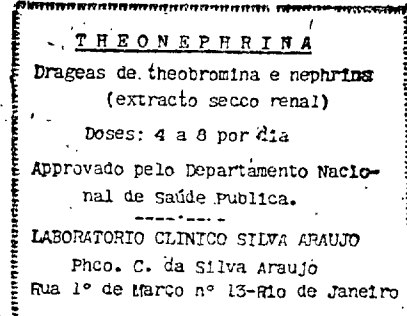 THEONEPHRINA
Drageas de theobromina e nephrina
(extracto secco renal)
Doses: 4 a 8 por dia
Approvado pelo Departamento Nacio-
nal de Saúde Publica.
LABORATORIO CLINICO SILVA ARAUJO
Phco. C. da Silva Araujo
Rua 1º de Março nº 13-Rio de Janeiro